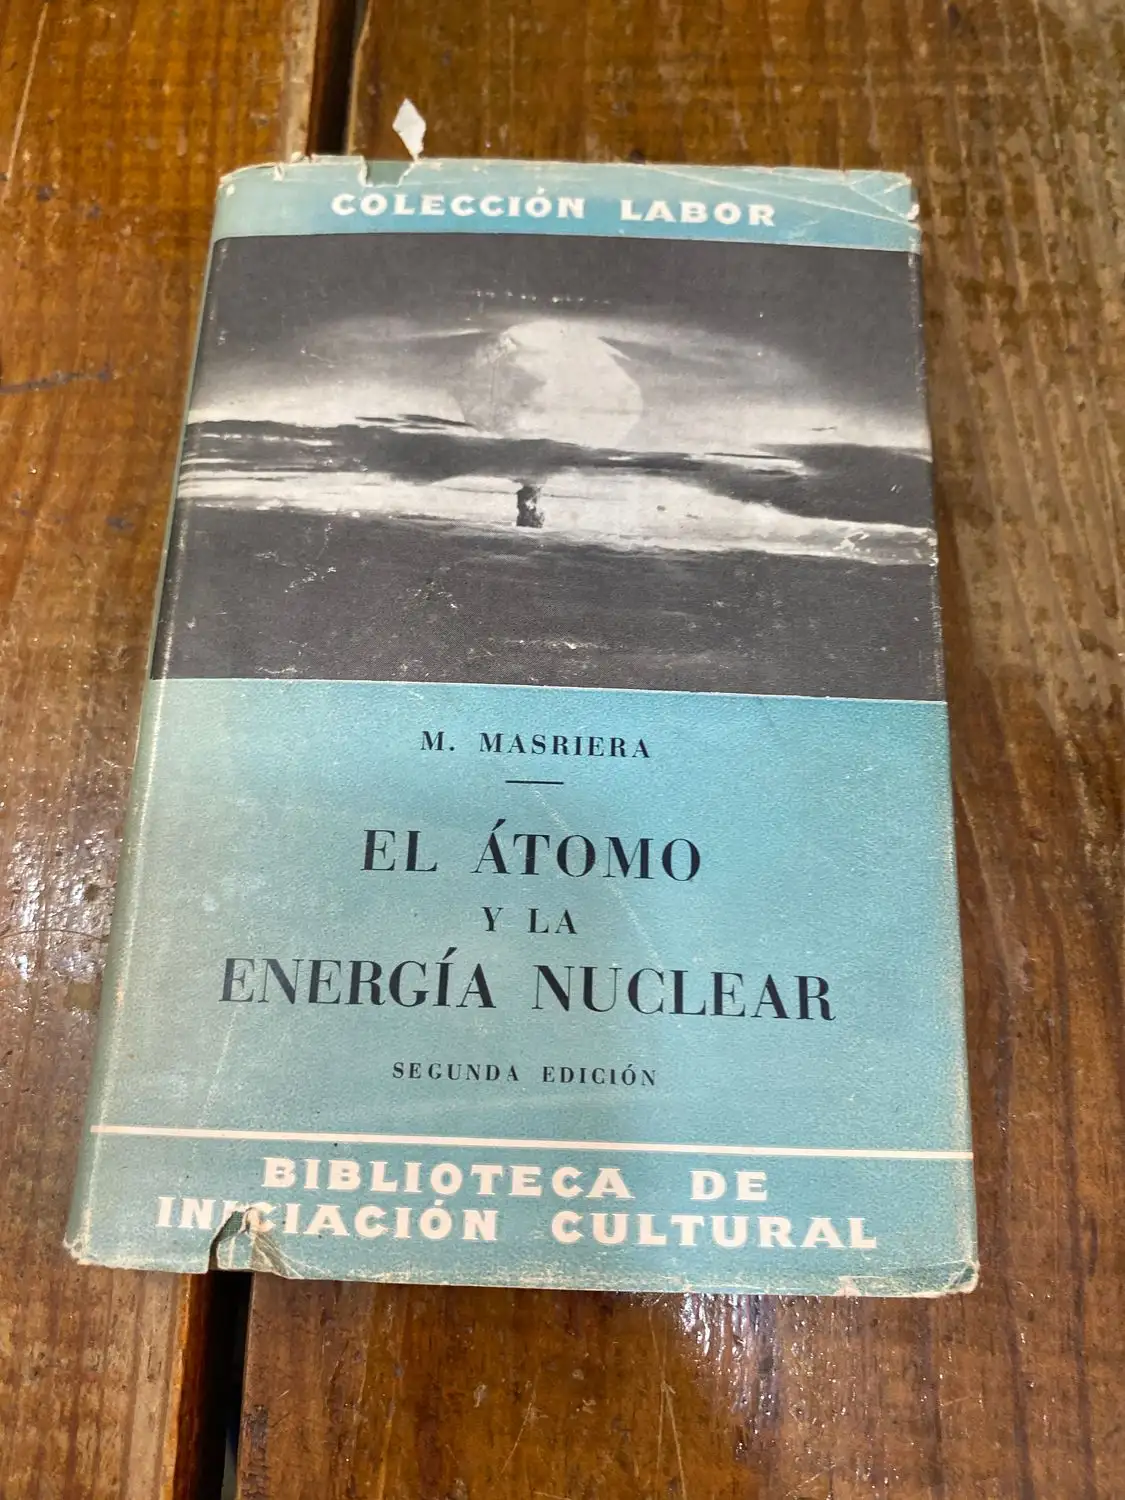 COLECCIÓN LABOR
M. MASRIERA
EL ÁTOMO
Y LA
ENERGÍA NUCLEAR
SEGUNDA EDICIÓN
BIBLIOTECA DE
INICIACIÓN CULTURAL